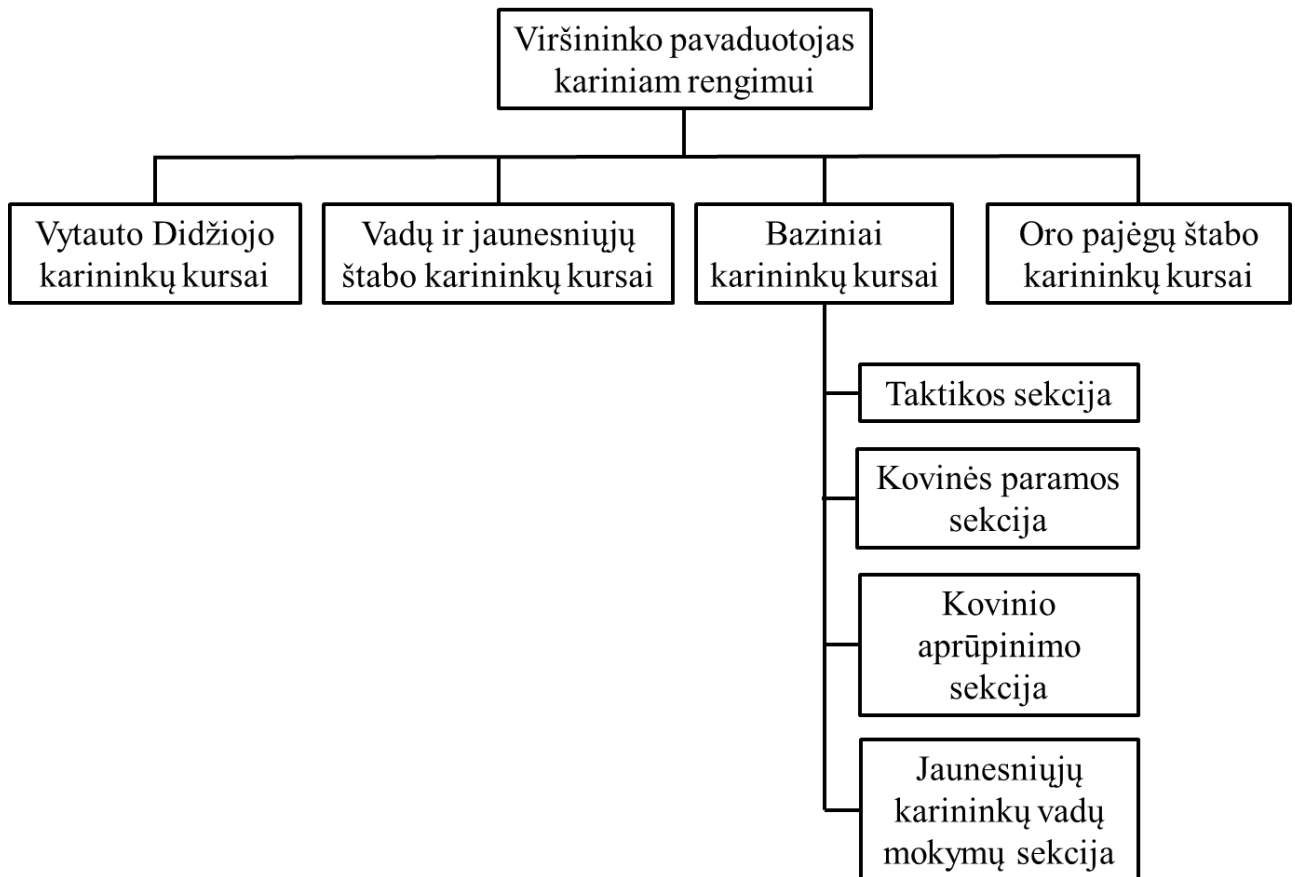 Viršininko pavaduotojas
kariniam rengimui
Vytauto Didžiojo
karininkų kursai
Vadų ir jaunesniųjų
štabo karininkų kursai
Baziniai
karininkų kursai
Oro pajėgų štabo
karininkų kursai
Taktikos sekcija
Kovinės paramos
sekcija
Kovinio
aprūpinimo
sekcija
Jaunesniųjų
karininkų vadų
mokymų sekcija